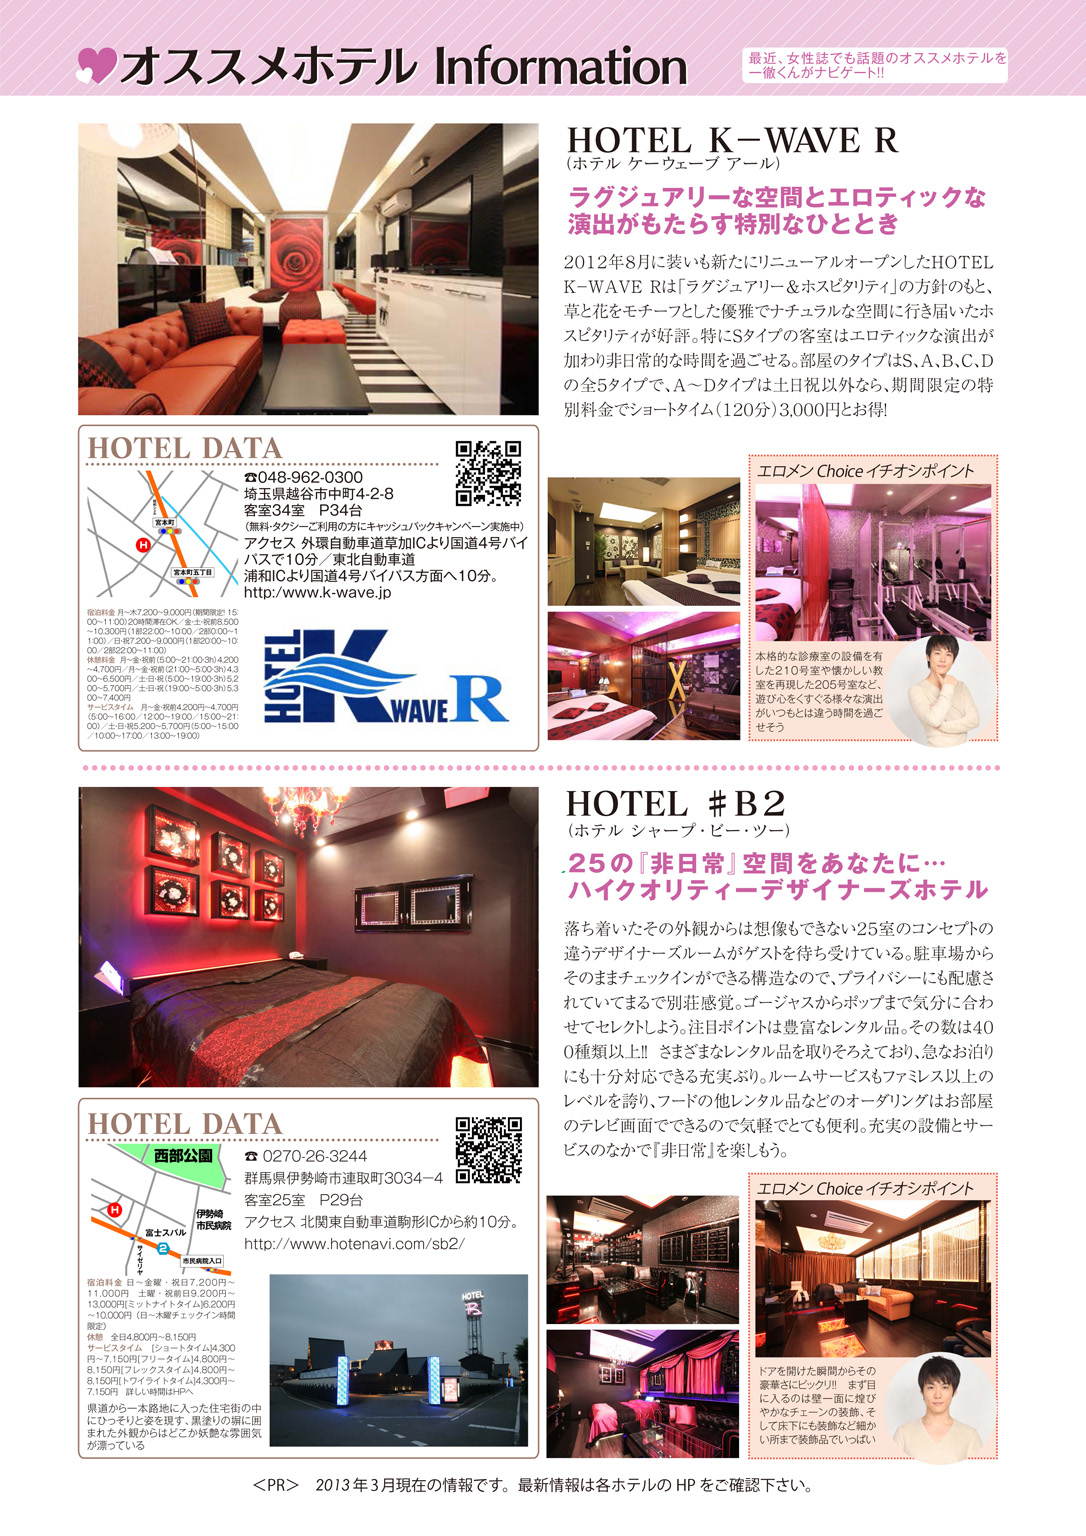 オススメホテル Information
最近、女性誌でも話題のオススメホテルを
一徹くんがナビゲート!!
HOTEL K－WAVE R
(ホテル ケーウェーブ アール)
ラグジュアリーな空間とエロティックな
演出がもたらす特別なひととき
2012年8月に装いも新たにリニューアルオープンしたHOTEL
K－WAVE Rは「ラグジュアリー＆ホスピタリティ」の方針のもと、
草と花をモチーフとした優雅でナチュラルな空間に行き届いたホ
スピタリティが好評。特にSタイプの客室はエロティックな演出が
加わり非日常的な時間を過ごせる。部屋のタイプはS、A、B、C、D
の全5タイプで、A～Dタイプは土日祝以外なら、期間限定の特
別料金でショートタイム（120分）3,000円とお得!
HOTEL DATA
☎048-962-0300
埼玉県越谷市中町4-2-8
客室34室　P34台
（無料・タクシーご利用の方にキャッシュバックキャンペーン実施中）
アクセス 外環自動車道草加ICより国道4号バイ
パスで10分／東北自動車道
浦和ICより国道4号バイパス方面へ10分。
http:/www.k-wave.jp
宮本町
H
宮本町五丁目
宿泊料金 月～木7,200～9,000円（期間限定! 15:
00～11:00）20時間滞在OK／金・土・祝前8,500
～10,300円（1部22:00～10:00／2部0:00～1
1:00）／日・祝7,200～9,000円（1部20:00～10:
00／2部22:00～11:00）
休憩料金 月～金・祝前（5:00～21:00・3h）4,200
～4,700円／月～金・祝前（21:00～5:00・3h）4,3
00～6,500円／土・日・祝（5:00～19:00・3h）5,2
00～5,700円／土・日・祝（19:00～5:00・3h）5,3
00～7,400円
サービスタイム 月～金・祝前4,200円～4,700円
（5:00～16:00／12:00～19:00／15:00～21:
00）／土・日・祝5,200～5,700円（5:00～15:00
／10:00～17:00／13:00～19:00）
HOTEL K WAVE R
エロメン Choice イチオシポイント
本格的な診療室の設備を有
した210号室や懐かしい教
室を再現した205号室など、
遊び心をくすぐる様々な演出
がいつもとは違う時間を過ご
せそう
HOTEL ♯B2
(ホテル シャープ・ビー・ツー)
25の『非日常』空間をあなたに…
ハイクオリティーデザイナーズホテル
落ち着いたその外観からは想像もできない25室のコンセプトの
違うデザイナーズルームがゲストを待ち受けている。駐車場から
そのままチェックインができる構造なので、プライバシーにも配慮さ
れていてまるで別荘感覚。ゴージャスからポップまで気分に合わ
せてセレクトしよう。注目ポイントは豊富なレンタル品。その数は40
0種類以上!!　さまざまなレンタル品を取りそろえており、急なお泊り
にも十分対応できる充実ぶり。ルームサービスもファミレス以上の
レベルを誇り、フードの他レンタル品などのオーダリングはお部屋
のテレビ画面でできるので気軽でとても便利。充実の設備とサー
ビスのなかで『非日常』を楽しもう。
HOTEL DATA
☎ 0270-26-3244
群馬県伊勢崎市連取町3034－4
客室25室　P29台
アクセス 北関東自動車道駒形ICから約10分。
http://www.hotenavi.com/sb2/
西部公園
H
伊勢崎
市民病院
富士スバル
2
サイゼリヤ
市民病院入口
宿泊料金 日～金曜・祝日7,200円～
11,000円　土曜・祝前日9,200円～
13,000円[ミットナイトタイム]6,200円
～10,000円（日～木曜チェックイン時間
限定）
休憩　全日4,800円～8,150円
サービスタイム　[ショートタイム]4,300
円～7,150円[フリータイム]4,800円～
8,150円[フレックスタイム]4,800円～
8,150円[トワイライトタイム]4,300円～
7,150円　詳しい時間はHPへ
県道から一本路地に入った住宅街の中
にひっそりと姿を現す、黒塗りの塀に囲
まれた外観からはどこか妖艶な雰囲気
が漂っている
HOTEL
エロメン Choice イチオシポイント
ドアを開けた瞬間からその
豪華さにビックリ!!　まず目
に入るのは壁一面に煌び
やかなチェーンの装飾、そ
して床下にも装飾など細か
い所まで装飾品でいっぱい
＜PR＞　2013年3月現在の情報です。最新情報は各ホテルの HP をご確認下さい。